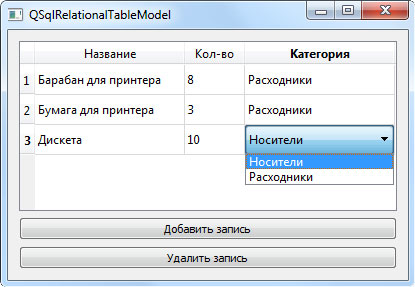 QSqlRelationalTableModel
Название Кол-во Категория
1 Барабан для принтера 8 Расходники
2 Бумага для принтера 3 Расходники
3 Дискета 10 Носители
Носители
Расходники
Добавить запись
Удалить запись